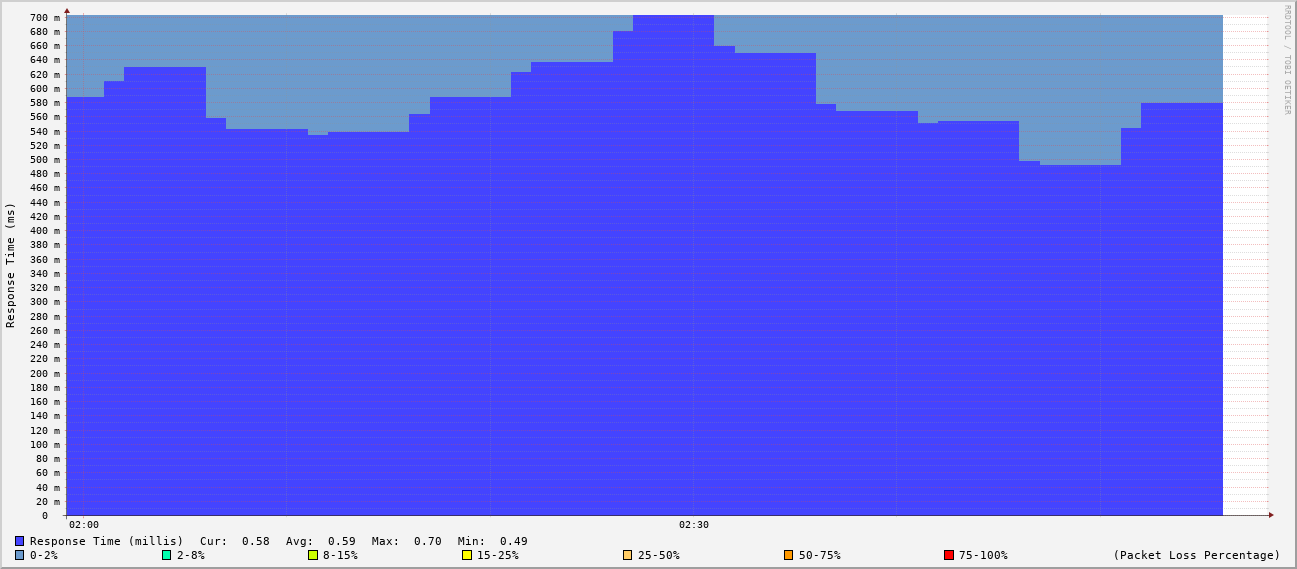 RRDTOOL / TOBI OETIKER
Response Time (ms)
700 m
680 m
660 m
640 m
620 m
600 m
580 m
560 m
540 m
520 m
500 m
480 m
460 m
440 m
420 m
400 m
380 m
360 m
340 m
320 m
300 m
280 m
260 m
240 m
220 m
200 m
180 m
160 m
140 m
120 m
100 m
80 m
60 m
40 m
20 m
0
02:00 02:30
Response Time (millis) Cur: 0.58 Avg: 0.59 Max: 0.70 Min: 0.49
0-2% 2-8% 8-15% 15-25% 25-50% 50-75% 75-100% (Packet Loss Percentage)